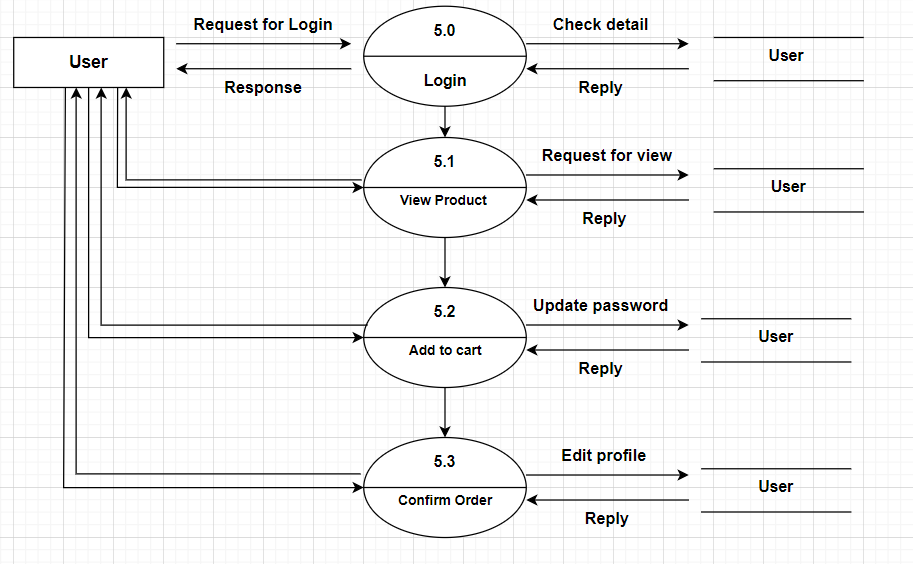 Request for Login
5.0
Check detail
User
User
Response
Login
Reply
5.1
Request for view
View Product
User
Reply
5.2
Update password
Add to cart
User
Reply
5.3
Edit profile
Confirm Order
User
Reply